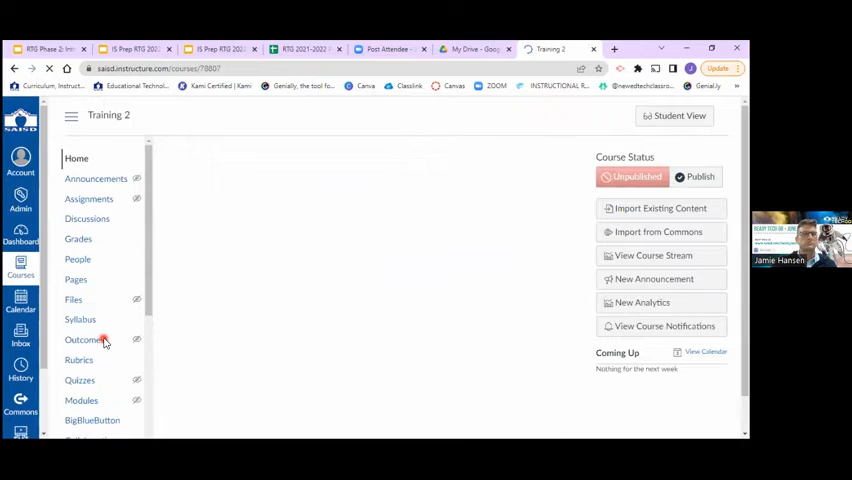 RTG Phase 2: Int
IS Prep RTG 202
IS Prep RTG 202
RTG 2021-2022 F
Post Attendee -
My Drive - Goog
Training 2
saisd.instructure.com/courses/78807
Update
Curriculum, Instruct...
Educational Technol...
Kami Certified | Kami
Genially, the tool fo...
Canva
Classlink
Canvas
ZOOM
INSTRUCTIONAL R...
@newedtechclassro...
Genial.ly
SAISD
Training 2
Student View
Account
Admin
Dashboard
Courses
Calendar
Inbox
History
Commons
Home
Announcements
Assignments
Discussions
Grades
People
Pages
Files
Syllabus
Outcomes
Rubrics
Quizzes
Modules
BigBlueButton
Course Status
Unpublished
Publish
Import Existing Content
Import from Commons
View Course Stream
New Announcement
New Analytics
View Course Notifications
Coming Up
View Calendar
Nothing for the next week
Jamie Hansen